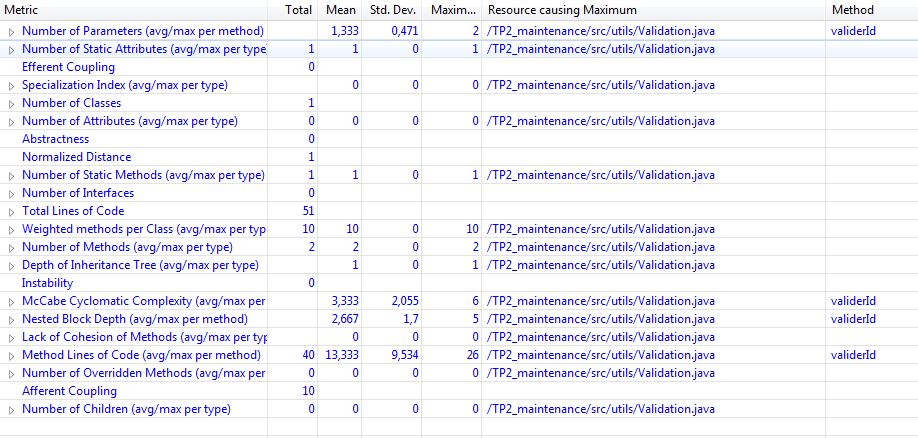 Metric Total Mean Std. Dev. Maxim... Resource causing Maximum Method
Number of Parameters (avg/max per method) 1,333 0,471 2 /TP2_maintenance/src/utils/Validation.java validerId
Number of Static Attributes (avg/max per type 1 1 0 1 /TP2_maintenance/src/utils/Validation.java
Efferent Coupling 0
Specialization Index (avg/max per type) 0 0 0 /TP2_maintenance/src/utils/Validation.java
Number of Classes 1
Number of Attributes (avg/max per type) 0 0 0 0 /TP2_maintenance/src/utils/Validation.java
Abstractness 0
Normalized Distance 1
Number of Static Methods (avg/max per type) 1 1 0 1 /TP2_maintenance/src/utils/Validation.java
Number of Interfaces 0
Total Lines of Code 51
Weighted methods per Class (avg/max per typ 10 10 0 10 /TP2_maintenance/src/utils/Validation.java
Number of Methods (avg/max per type) 2 2 0 2 /TP2_maintenance/src/utils/Validation.java
Depth of Inheritance Tree (avg/max per type) 1 0 1 /TP2_maintenance/src/utils/Validation.java
Instability 0
McCabe Cyclomatic Complexity (avg/max per 3,333 2,055 6 /TP2_maintenance/src/utils/Validation.java validerId
Nested Block Depth (avg/max per method) 2,667 1,7 5 /TP2_maintenance/src/utils/Validation.java validerId
Lack of Cohesion of Methods (avg/max per typ 0 0 0 /TP2_maintenance/src/utils/Validation.java
Method Lines of Code (avg/max per method) 40 13,333 9,534 26 /TP2_maintenance/src/utils/Validation.java validerId
Number of Overridden Methods (avg/max per 0 0 0 0 /TP2_maintenance/src/utils/Validation.java
Afferent Coupling 10
Number of Children (avg/max per type) 0 0 0 0 /TP2_maintenance/src/utils/Validation.java